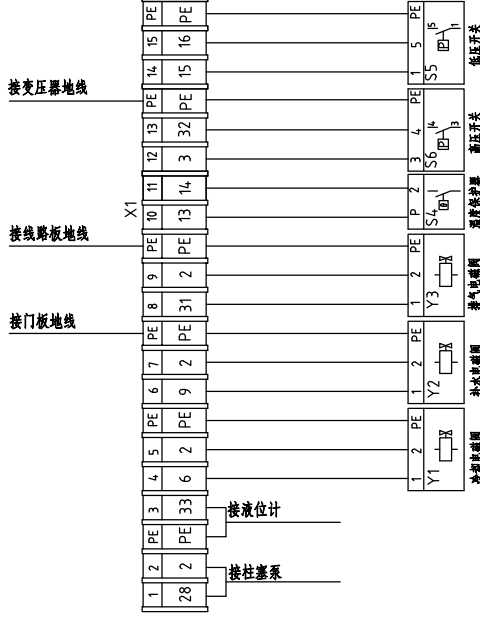 接变压器地线
接线路板地线
接门板地线
X1
PE PE
15 16
14 15
PE PE
13 32
12 3
11 14
10 13
PE PE
9 2
8 31
PE PE
7 2
6 9
PE PE
5 2
4 6
3 33
PE PE
2 2
1 28
接液位计
接柱塞泵
1 5 PE
S5
P
5
1
低压开关
3 4 PE
S6
P
4
3
高压开关
P 2
S4
θ
温度保护器
1 2 PE
Y3
排气电磁阀
1 2 PE
Y2
补水电磁阀
1 2 PE
Y1
冷却电磁阀